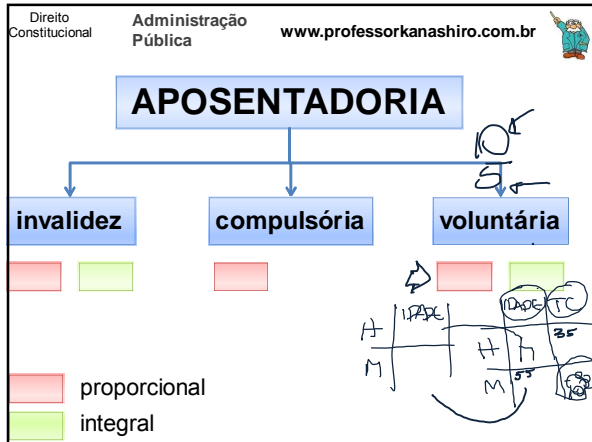 Direito
Constitucional
Administração
Pública
www.professorkanashiro.com.br
APOSENTADORIA
10
5
invalidez
compulsória
voluntária
IDADE
H
M
IDADE TC
35
H
55
M
proporcional
integral